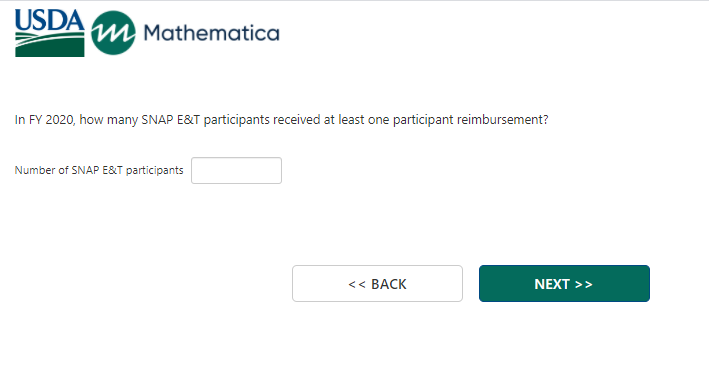 USDA
m Mathematica
In FY 2020, how many SNAP E&T participants received at least one participant reimbursement?
Number of SNAP E&T participants
<< BACK
NEXT >>